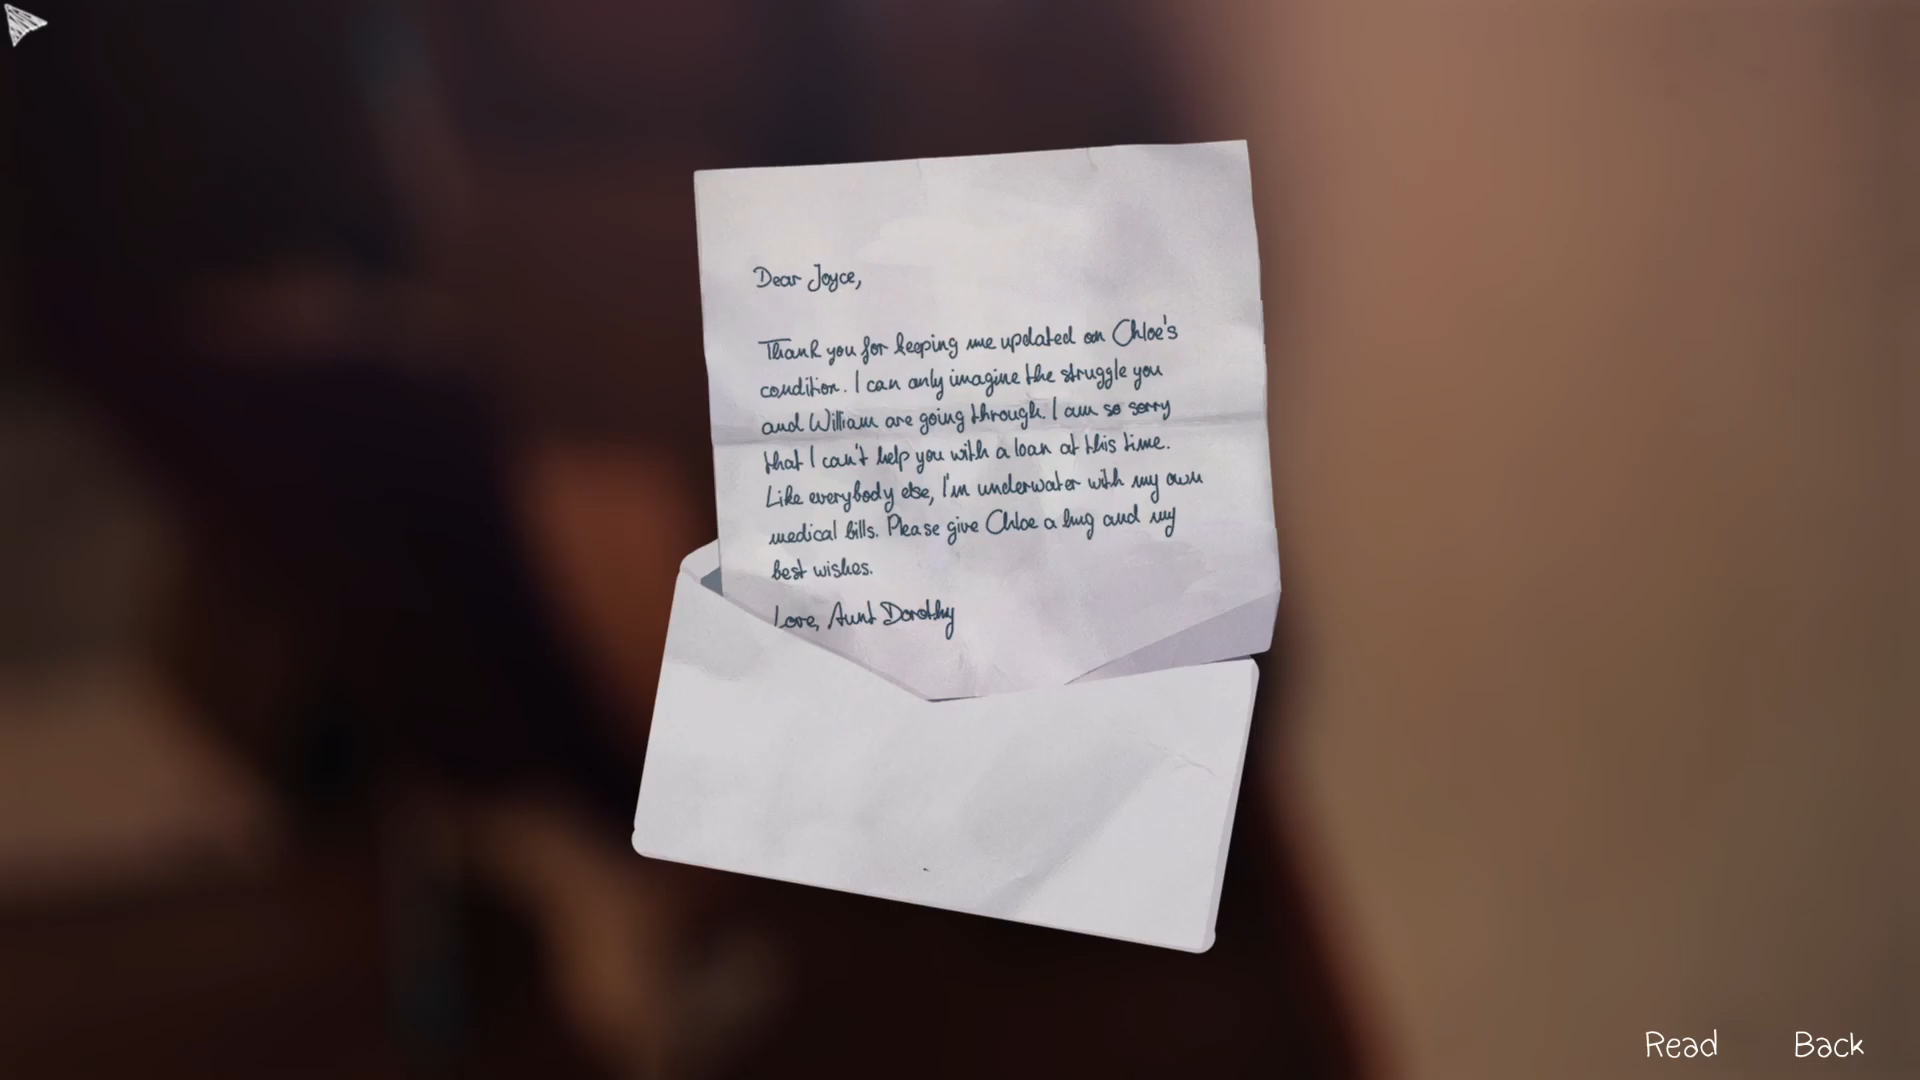 Dear Joyce,
Thank you for keeping me updated on Chloe's
condition. I can only imagine the struggle you
and William are going through. I am so sorry
that I can't help you with a loan at this time.
Like everybody else, I'm underwater with my own
medical bills. Please give Chloe a hug and my
best wishes.
Love, Aunt Dorothy
Read Back